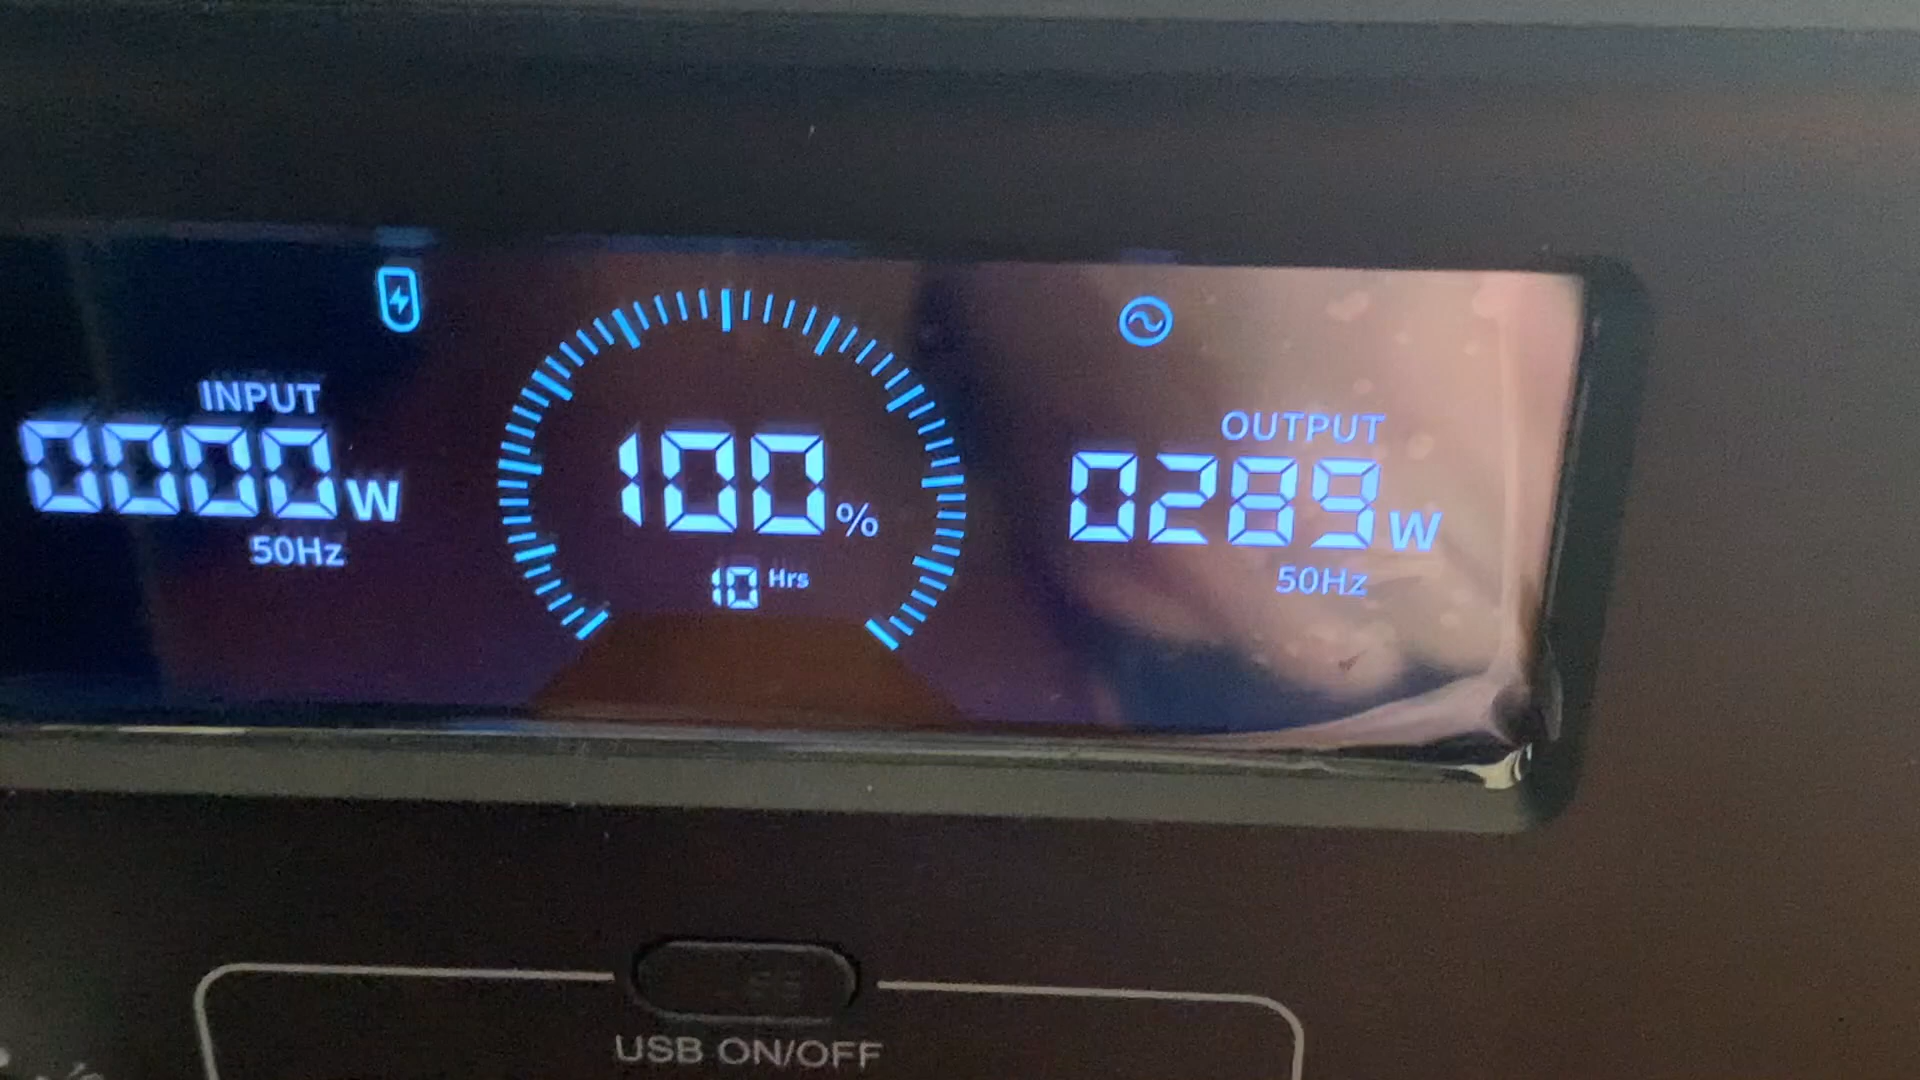 INPUT
0000W
50Hz
100%
10 Hrs
OUTPUT
0289W
50Hz
USB ON/OFF